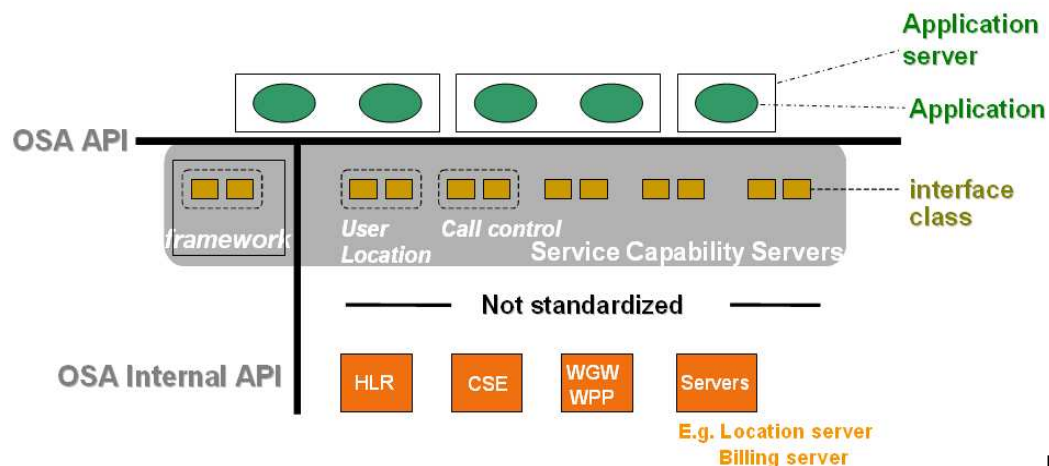 Application
server
Application
OSA API
interface
class
framework
User
Location
Call control
Service Capability Servers
Not standardized
OSA Internal API
HLR
CSE
WGW
WPP
Servers
E.g. Location server
Billing server